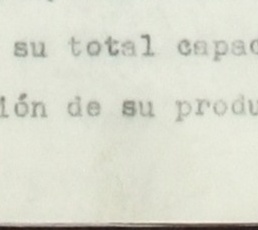 su total capac
ión de su produ